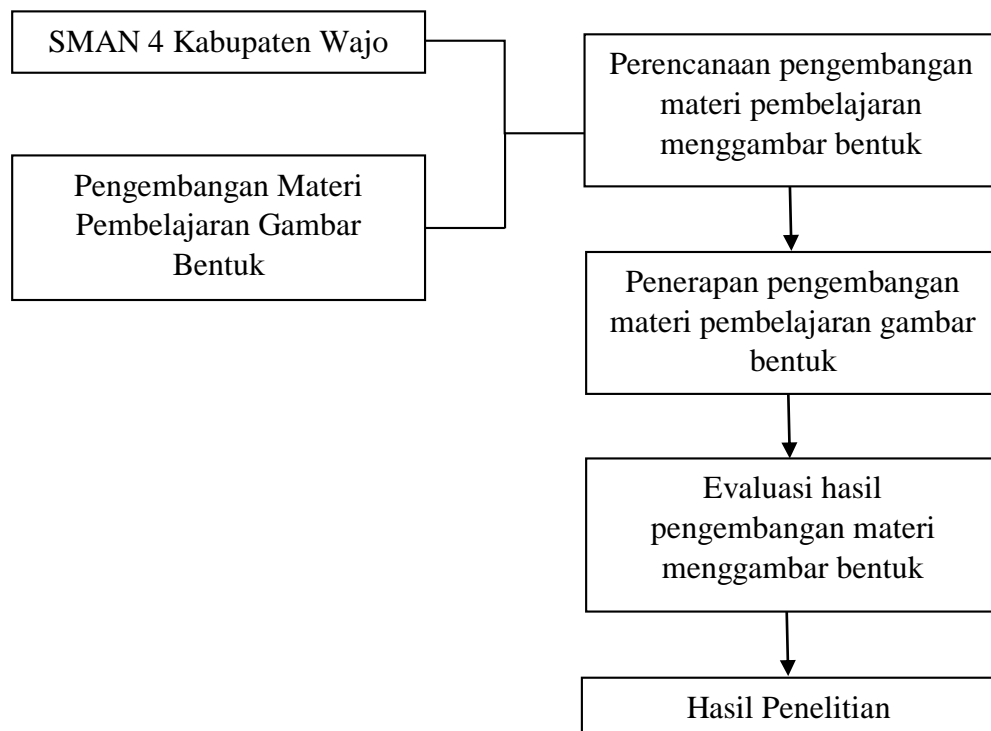 SMAN 4 Kabupaten Wajo
Pengembangan Materi
Pembelajaran Gambar
Bentuk
Perencanaan pengembangan
materi pembelajaran
menggambar bentuk
Penerapan pengembangan
materi pembelajaran gambar
bentuk
Evaluasi hasil
pengembangan materi
menggambar bentuk
Hasil Penelitian